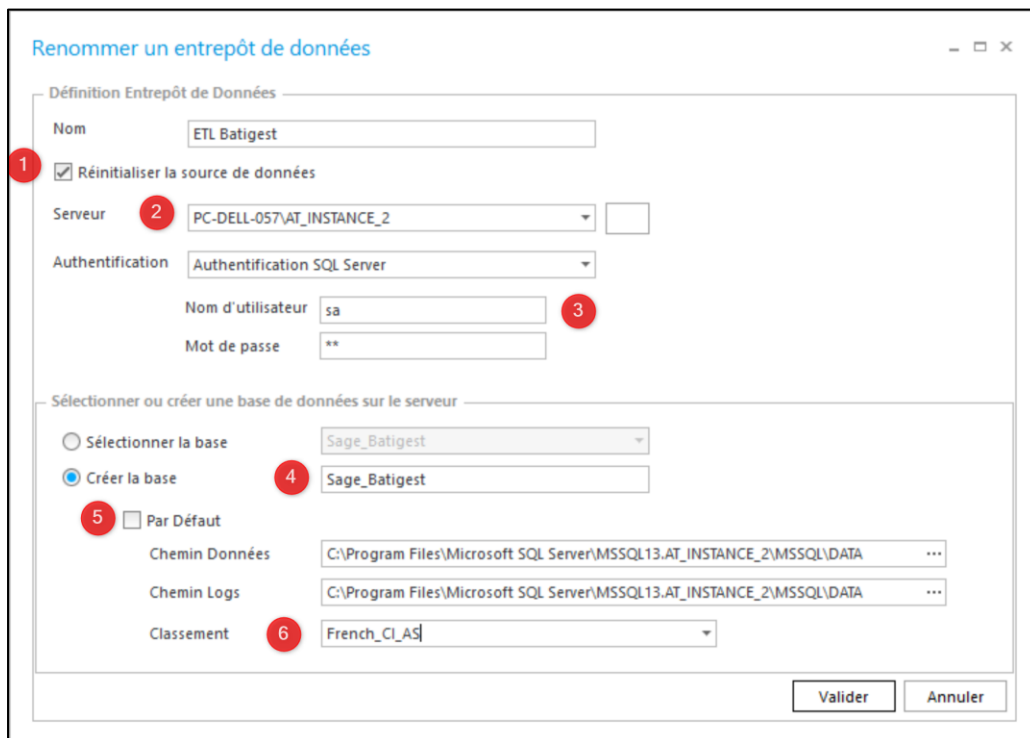 Renommer un entrepôt de données
Définition Entrepôt de Données
Nom ETL Batigest
1 Réinitialiser la source de données
Serveur 2 PC-DELL-057\AT_INSTANCE_2
Authentification Authentification SQL Server
Nom d'utilisateur sa 3
Mot de passe **
Sélectionner ou créer une base de données sur le serveur
Sélectionner la base Sage_Batigest
Créer la base 4 Sage_Batigest
5 Par Défaut
Chemin Données C:\Program Files\Microsoft SQL Server\MSSQL13.AT_INSTANCE_2\MSSQL\DATA ...
Chemin Logs C:\Program Files\Microsoft SQL Server\MSSQL13.AT_INSTANCE_2\MSSQL\DATA ...
Classement 6 French_CI_AS
Valider Annuler